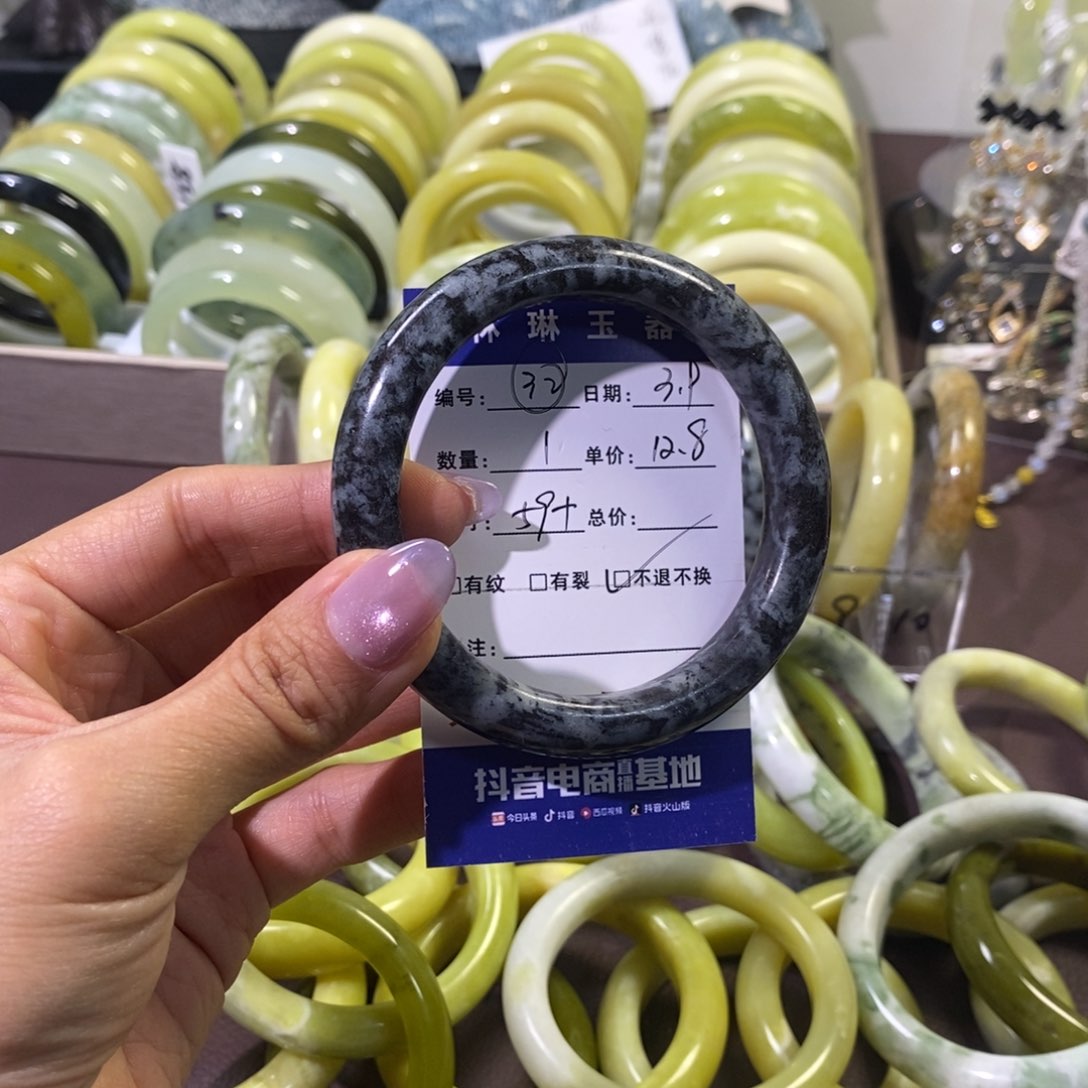 琳玉器
编号: 32 日期: 3.9
数量: 1 单价: 12.8
59+ 总价:
□有纹 □有裂 □不退不换
注:
抖音电商直播基地
今日头条 抖音 西瓜视频 抖音火山版
8 10